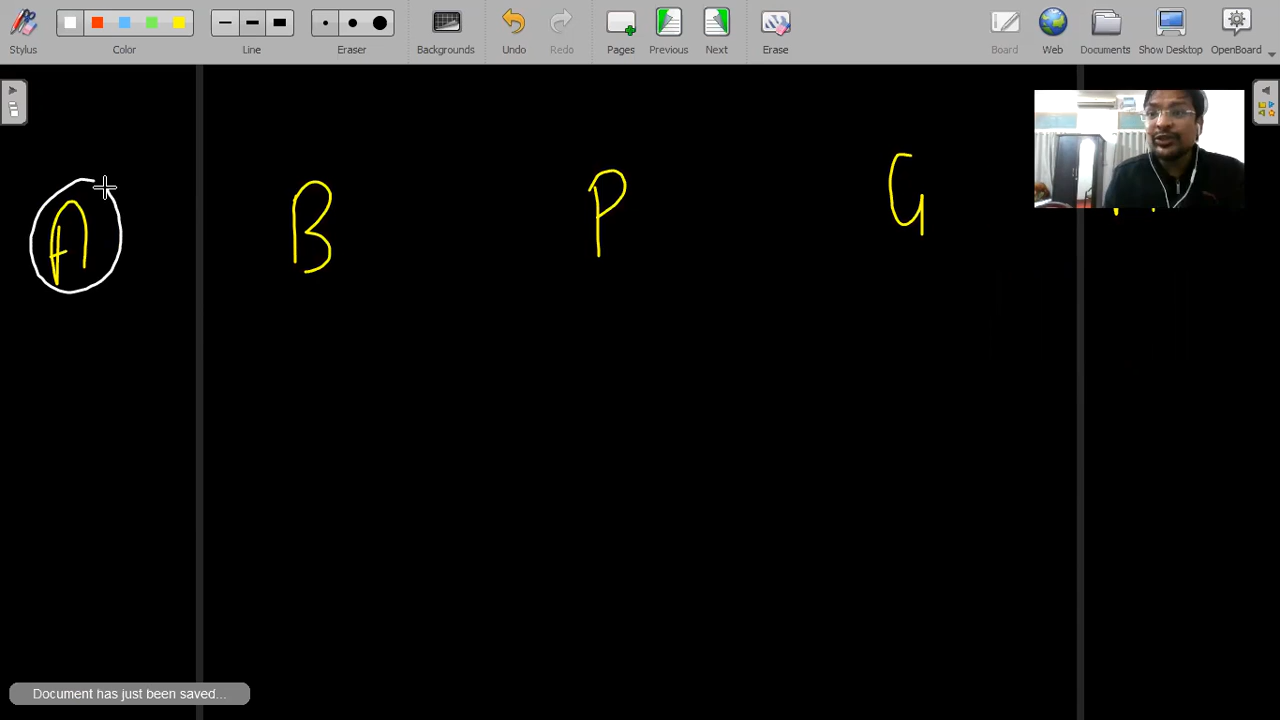 Stylus Color Line Eraser Backgrounds Undo Redo Pages Previous Next Erase Board Web Documents Show Desktop OpenBoard
A B P G
Document has just been saved...